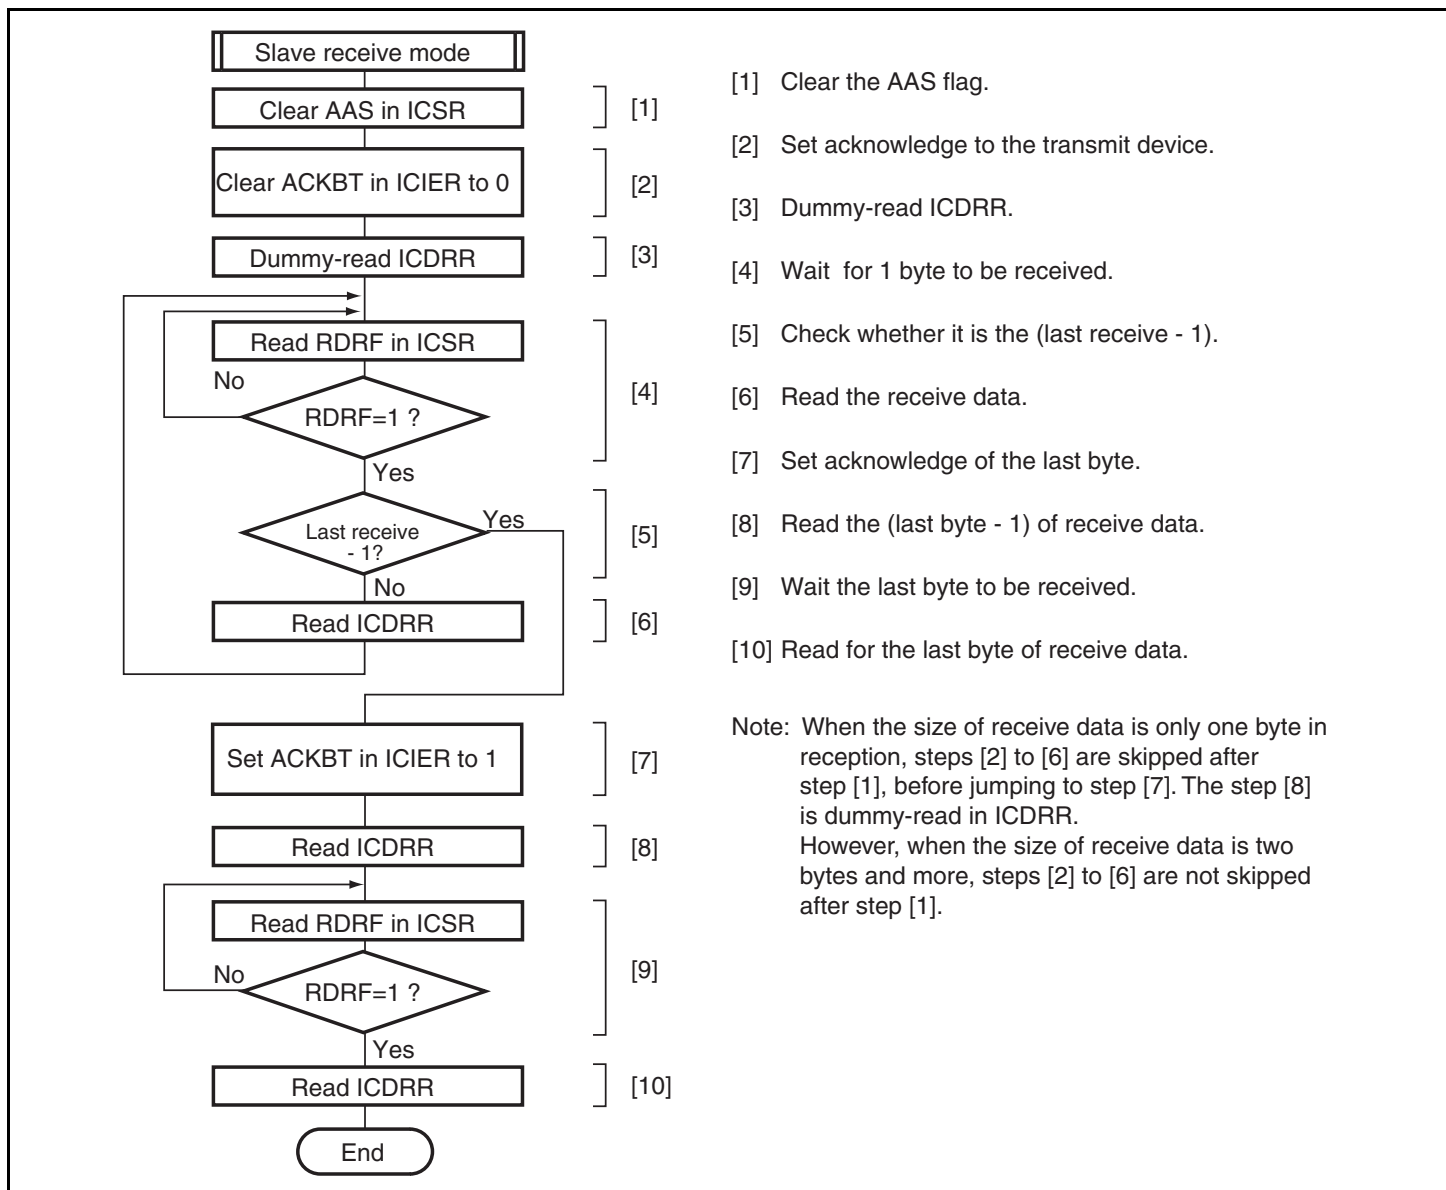 Slave receive mode
Clear AAS in ICSR
[1]
Clear ACKBT in ICIER to 0
[2]
Dummy-read ICDRR
[3]
Read RDRF in ICSR
No
RDRF=1 ?
[4]
Yes
Last receive
- 1?
Yes
[5]
No
Read ICDRR
[6]
Set ACKBT in ICIER to 1
[7]
Read ICDRR
[8]
Read RDRF in ICSR
No
RDRF=1 ?
[9]
Yes
Read ICDRR
[10]
End
[1] Clear the AAS flag.
[2] Set acknowledge to the transmit device.
[3] Dummy-read ICDRR.
[4] Wait for 1 byte to be received.
[5] Check whether it is the (last receive - 1).
[6] Read the receive data.
[7] Set acknowledge of the last byte.
[8] Read the (last byte - 1) of receive data.
[9] Wait the last byte to be received.
[10] Read for the last byte of receive data.
Note: When the size of receive data is only one byte in
reception, steps [2] to [6] are skipped after
step [1], before jumping to step [7]. The step [8]
is dummy-read in ICDRR.
However, when the size of receive data is two
bytes and more, steps [2] to [6] are not skipped
after step [1].